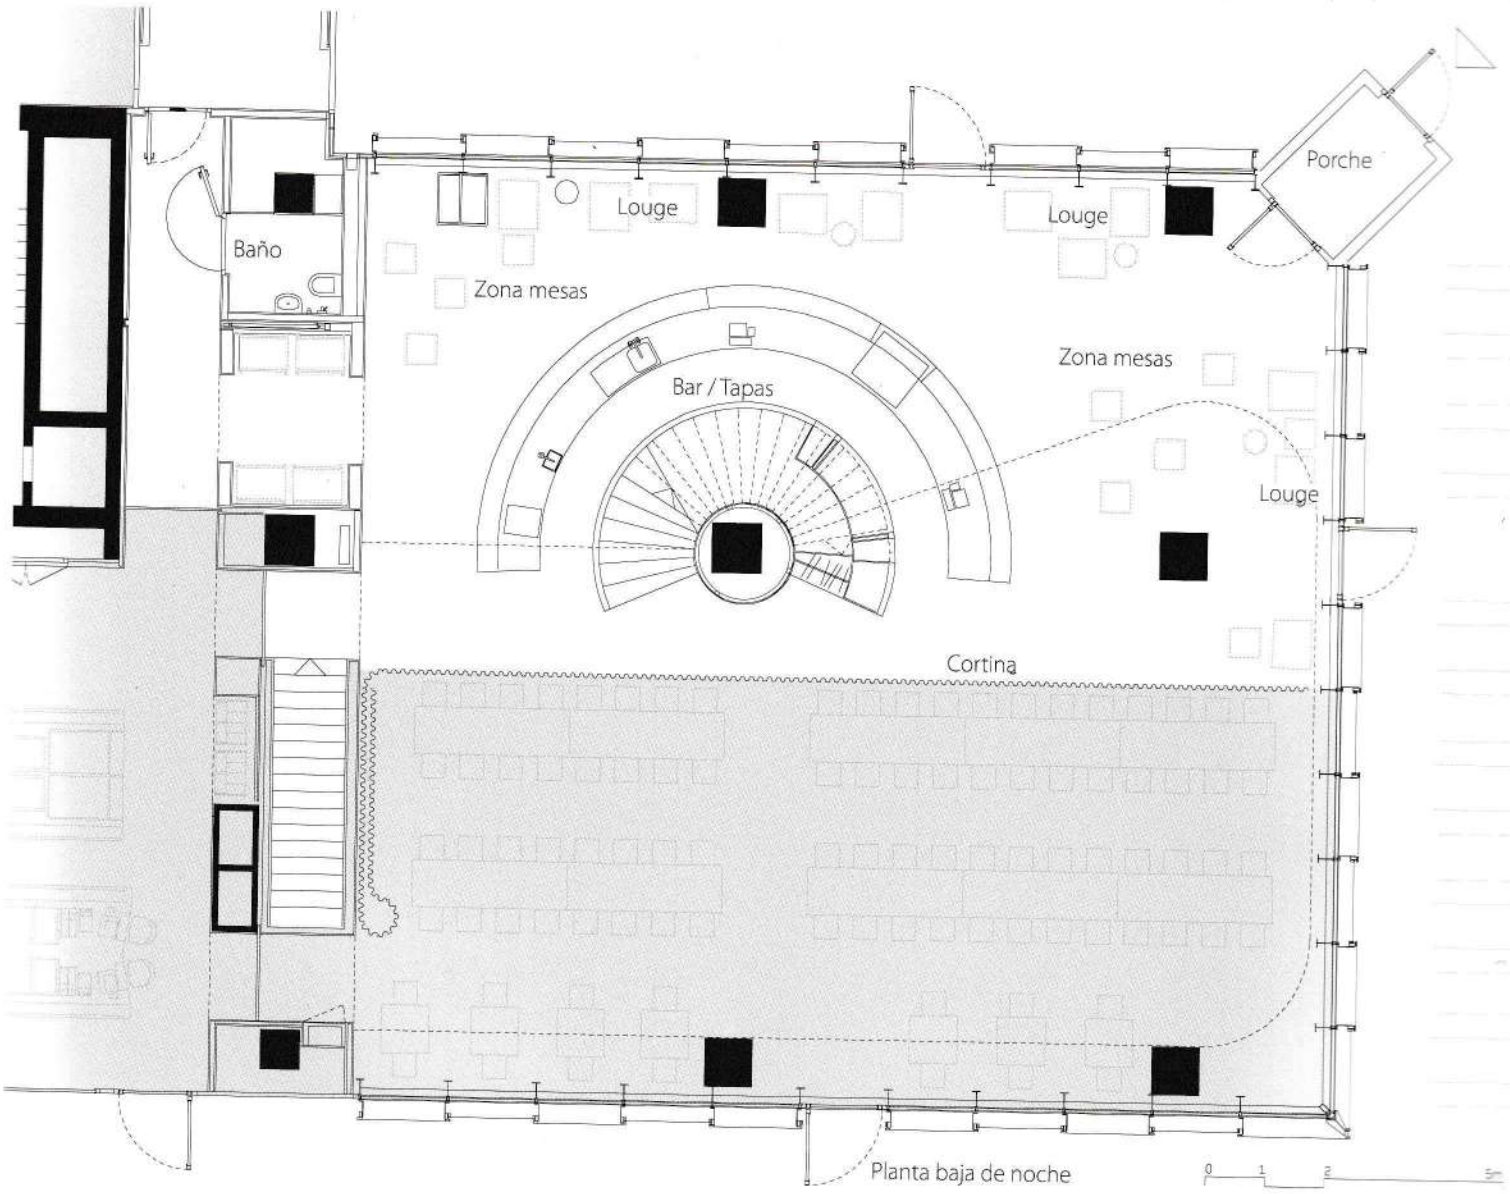 Porche
Louge
Louge
Baño
Zona mesas
Zona mesas
Bar / Tapas
Louge
Cortina
Planta baja de noche
0 1 2 5m